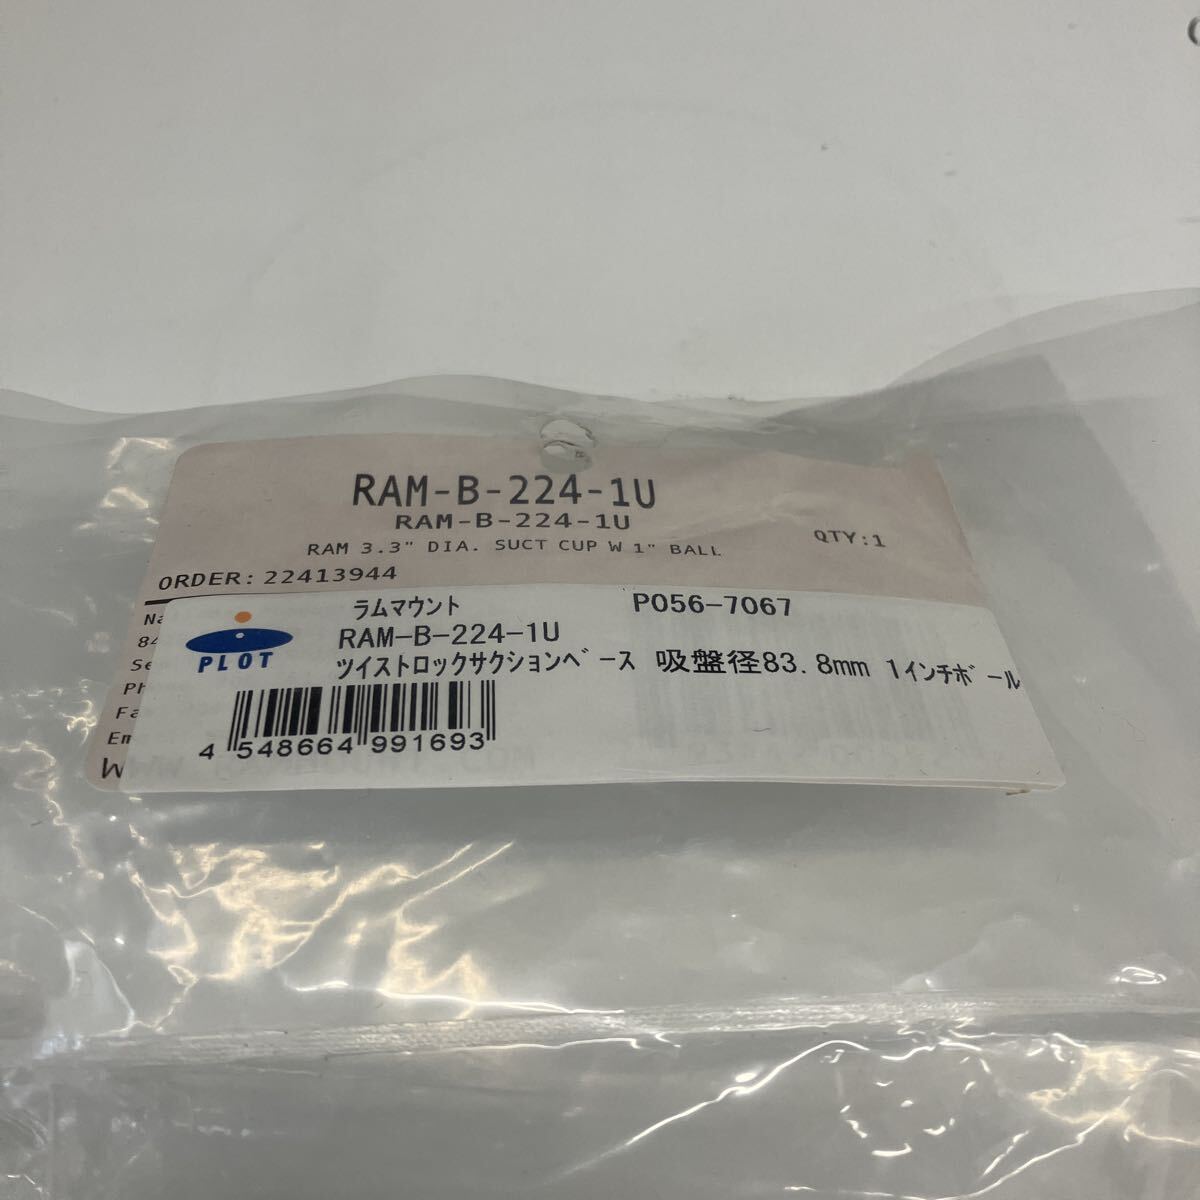 RAM-B-224-1U
RAM-B-224-1U
RAM 3.3" DIA. SUCT CUP W 1" BALL
QTY:1
ORDER: 22413944
ラムマウント P056-7067
RAM-B-224-1U
PLOT
ツイストロックサクションベース 吸盤径83.8mm 1インチボール
4 548664 991693